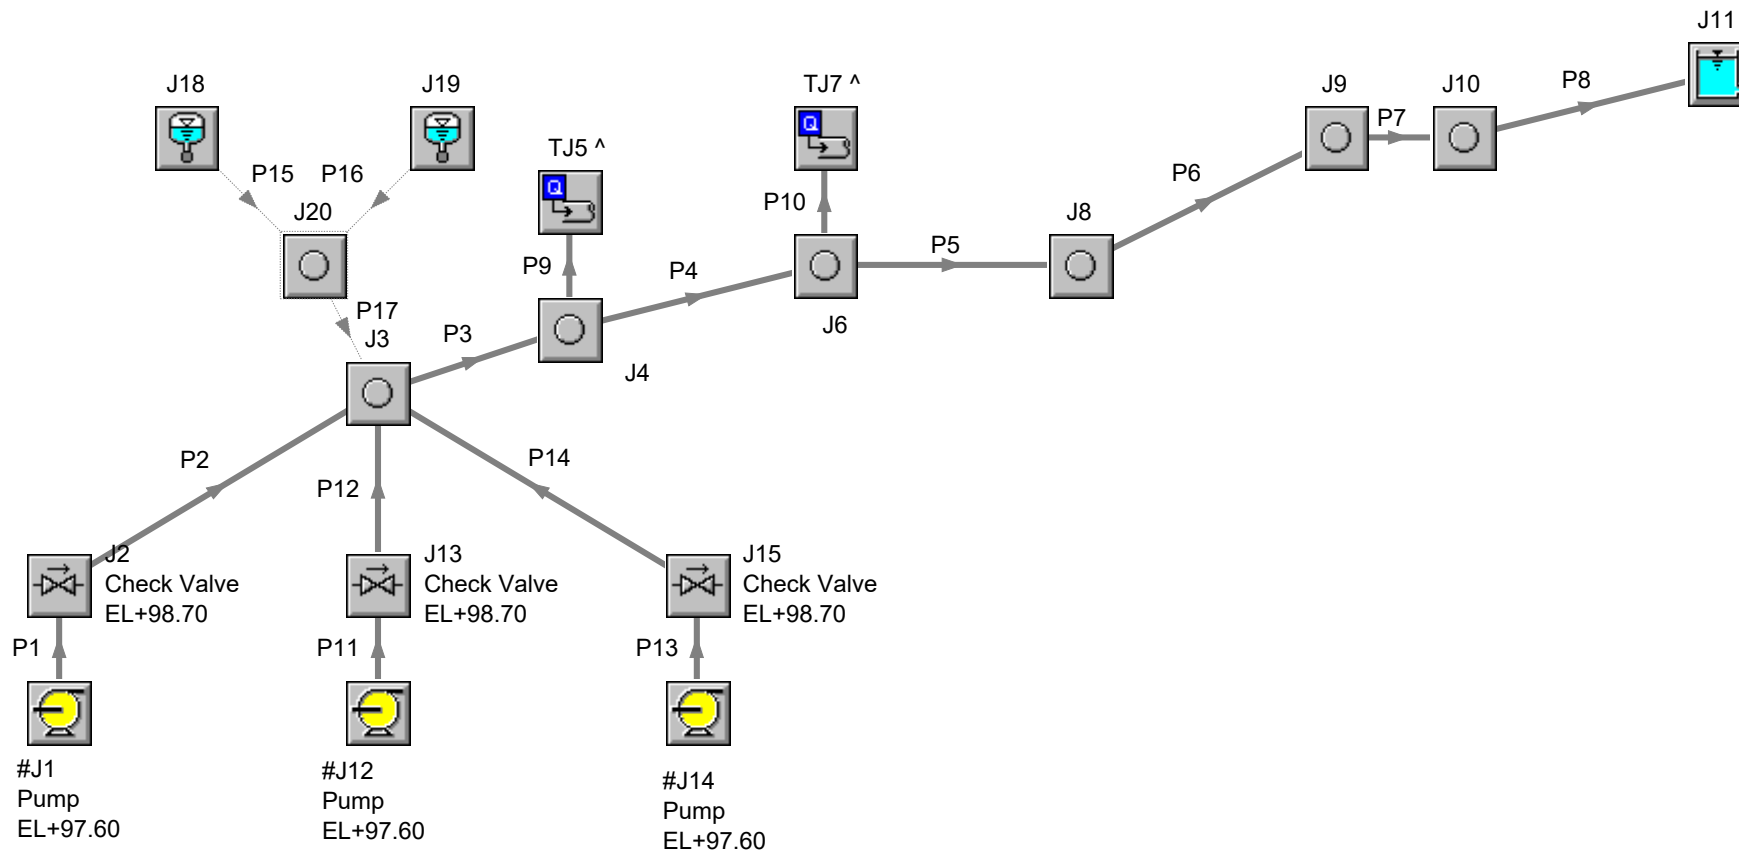 J11
J18
J19
TJ7 ^
J9
J10
P8
P7
TJ5 ^
Q
P15
P16
P6
Q
J20
P10
J8
P5
P9
P4
P17
J3
P3
J6
J4
P2
P12
P14
J2
Check Valve
EL+98.70
J13
Check Valve
EL+98.70
J15
Check Valve
EL+98.70
P1
P11
P13
#J1
Pump
EL+97.60
#J12
Pump
EL+97.60
#J14
Pump
EL+97.60